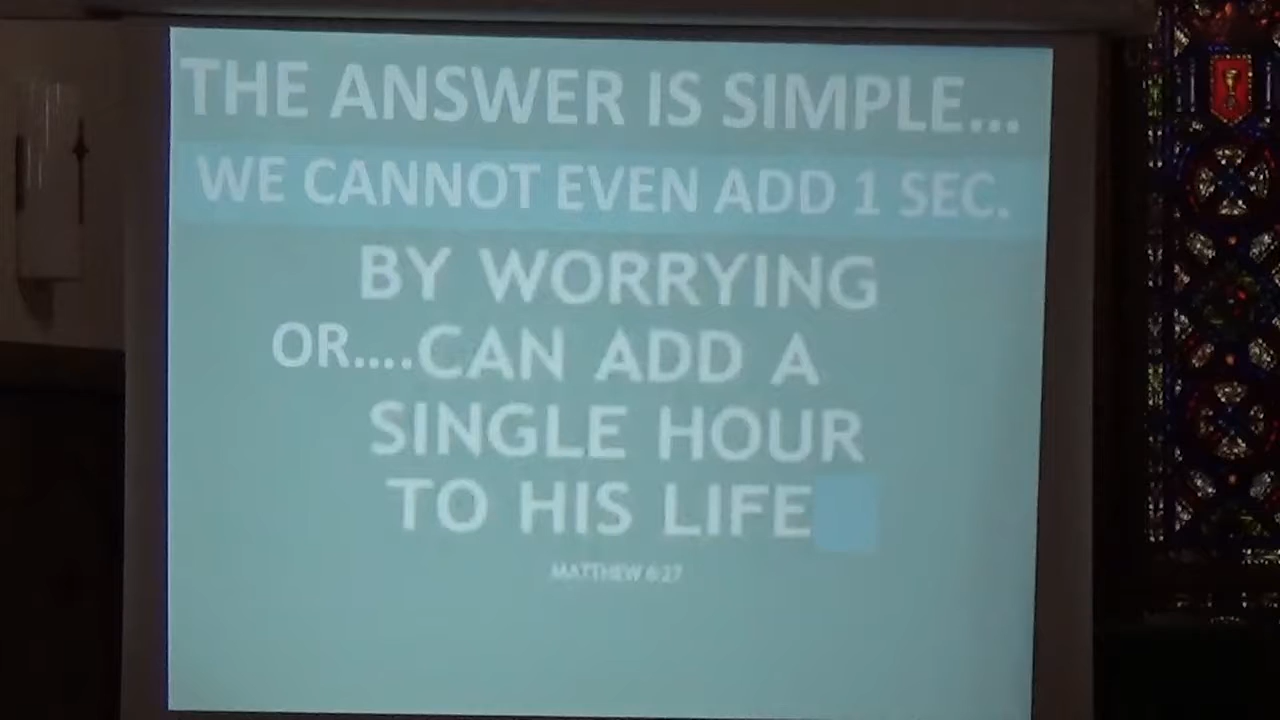 THE ANSWER IS SIMPLE...
WE CANNOT EVEN ADD 1 SEC.
BY WORRYING
OR....CAN ADD A
SINGLE HOUR
TO HIS LIFE
MATTHEW 6:27